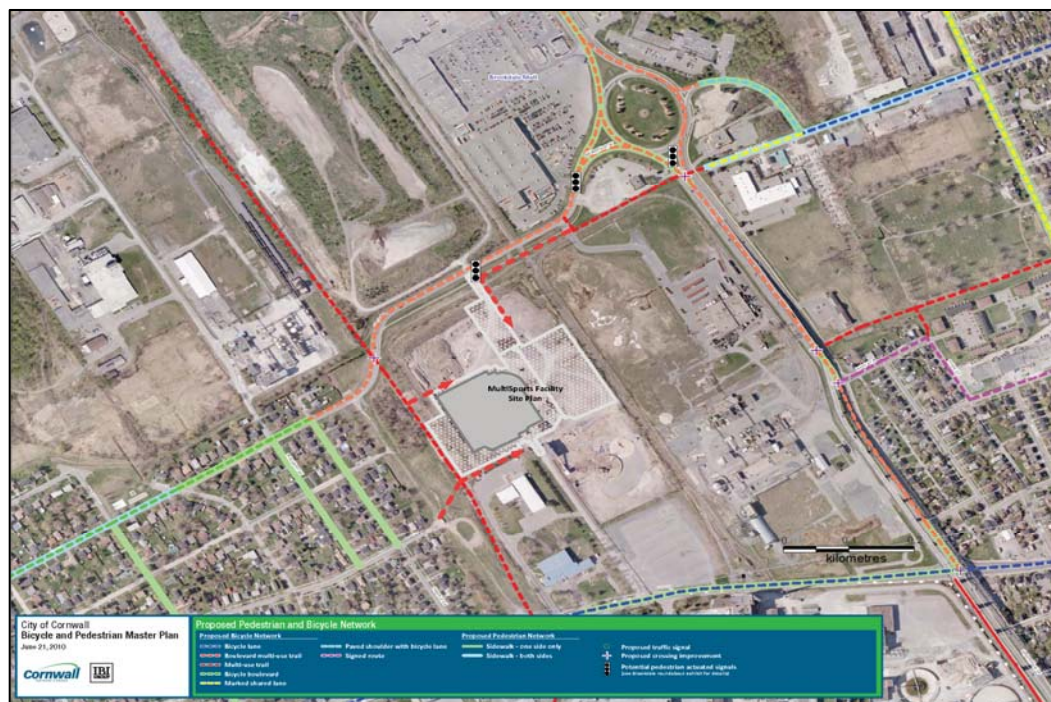 Brookdale Mall
MultiSports Facility
Site Plan
kilometres
City of Cornwall
Bicycle and Pedestrian Master Plan
June 21, 2010
Cornwall
IBI
Proposed Pedestrian and Bicycle Network
Proposed Bicycle Network
Bicycle lane
Boulevard multi-use trail
Multi-use trail
Bicycle boulevard
Marked shared lane
Paved shoulder with bicycle lane
Signed route
Proposed Pedestrian Network
Sidewalk - one side only
Sidewalk - both sides
Proposed traffic signal
Proposed crossing improvement
Potential pedestrian actuated signals